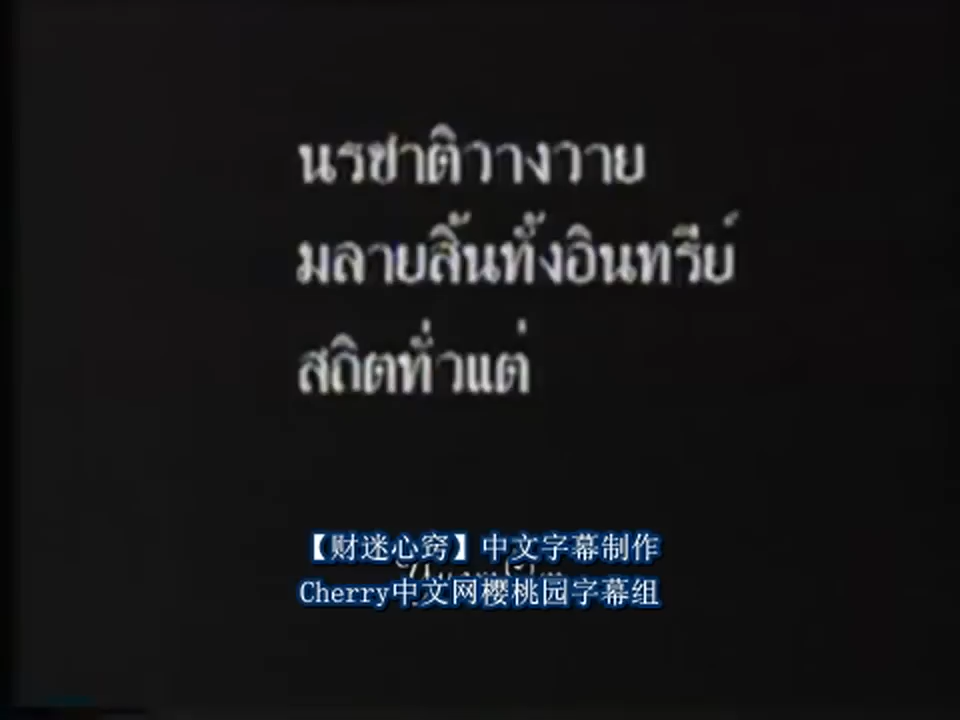 นรชาติวางวาย
มลายสิ้นทั้งอินทรีย์
สถิตทั่วแต่
【财迷心窍】中文字幕制作
Cherry中文网樱桃园字幕组